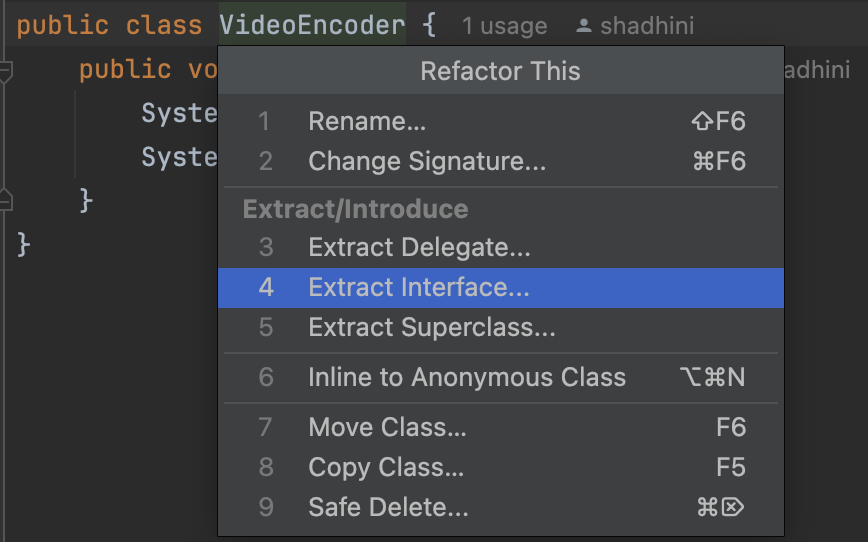 public class VideoEncoder {  1 usage  shadhini
public vo
adhini
Refactor This
Syste
1 Rename... ⇧F6
Syste
2 Change Signature... ⌘F6
}
Extract/Introduce
}
3 Extract Delegate...
4 Extract Interface...
5 Extract Superclass...
6 Inline to Anonymous Class ⌥⌘N
7 Move Class... F6
8 Copy Class... F5
9 Safe Delete... ⌘⌦